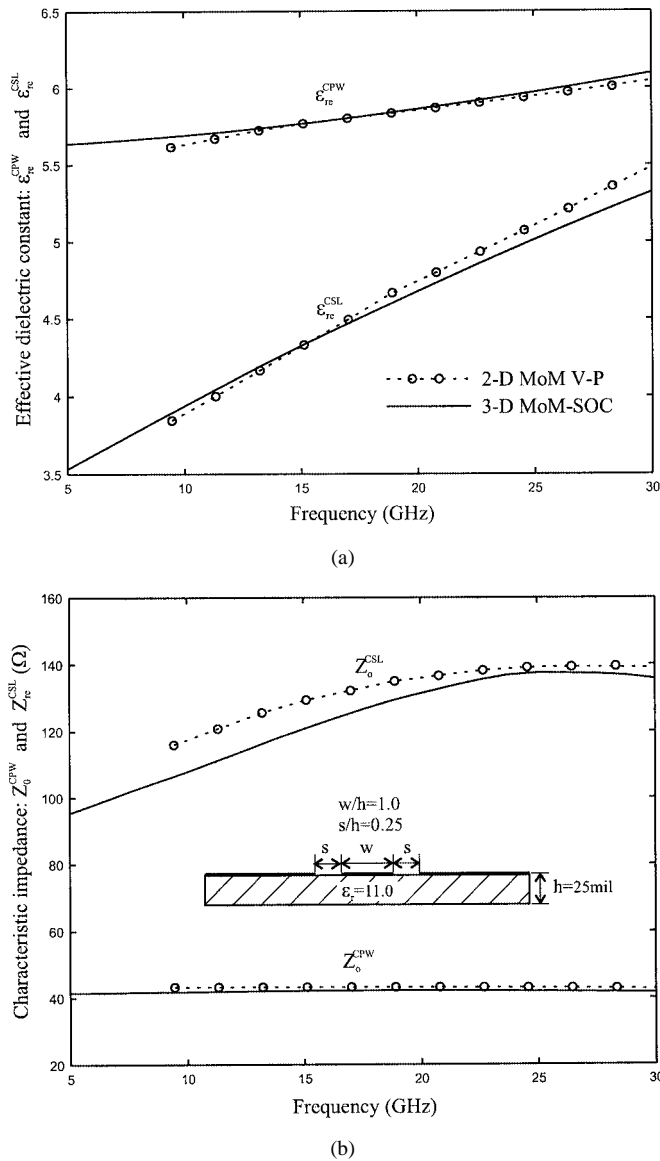 6.5
6
5.5
5
4.5
4
3.5
Effective dielectric constant: ε_re^CPW and ε_re^CSL
ε_re^CPW
ε_re^CSL
2-D MoM V-P
3-D MoM-SOC
5 10 15 20 25 30
Frequency (GHz)
(a)
160
140
120
100
80
60
40
20
Characteristic impedance: Z_0^CPW and Z_re^CSL (Ω)
Z_o^CSL
w/h=1.0
s/h=0.25
s w s
ε_r=11.0
h=25mil
Z_o^CPW
5 10 15 20 25 30
Frequency (GHz)
(b)